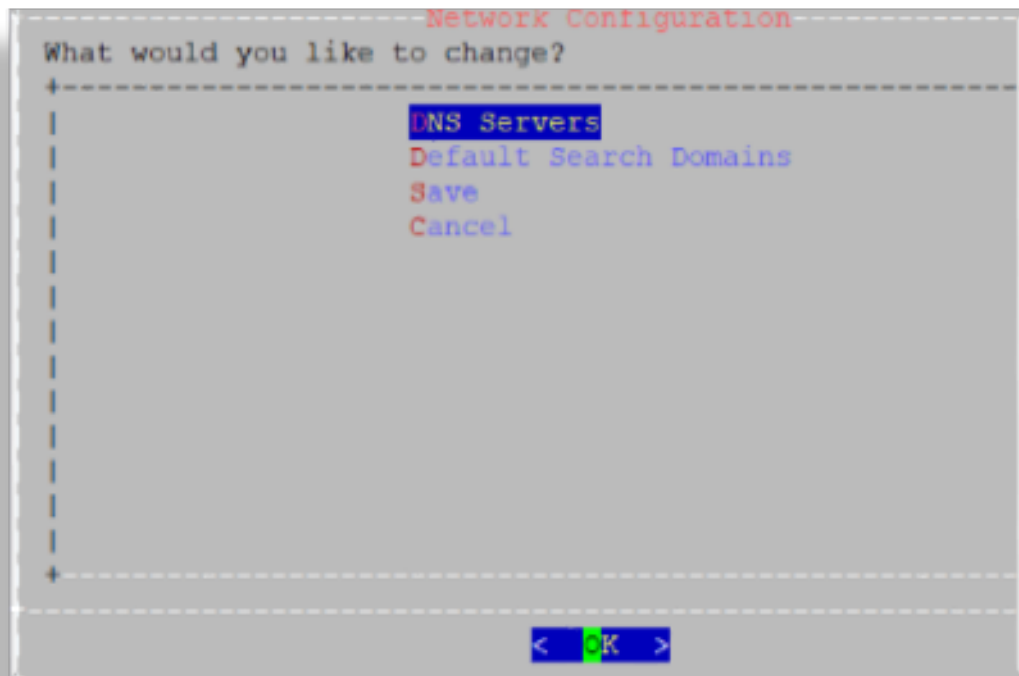 Network Configuration
What would you like to change?
DNS Servers
Default Search Domains
Save
Cancel
< OK >